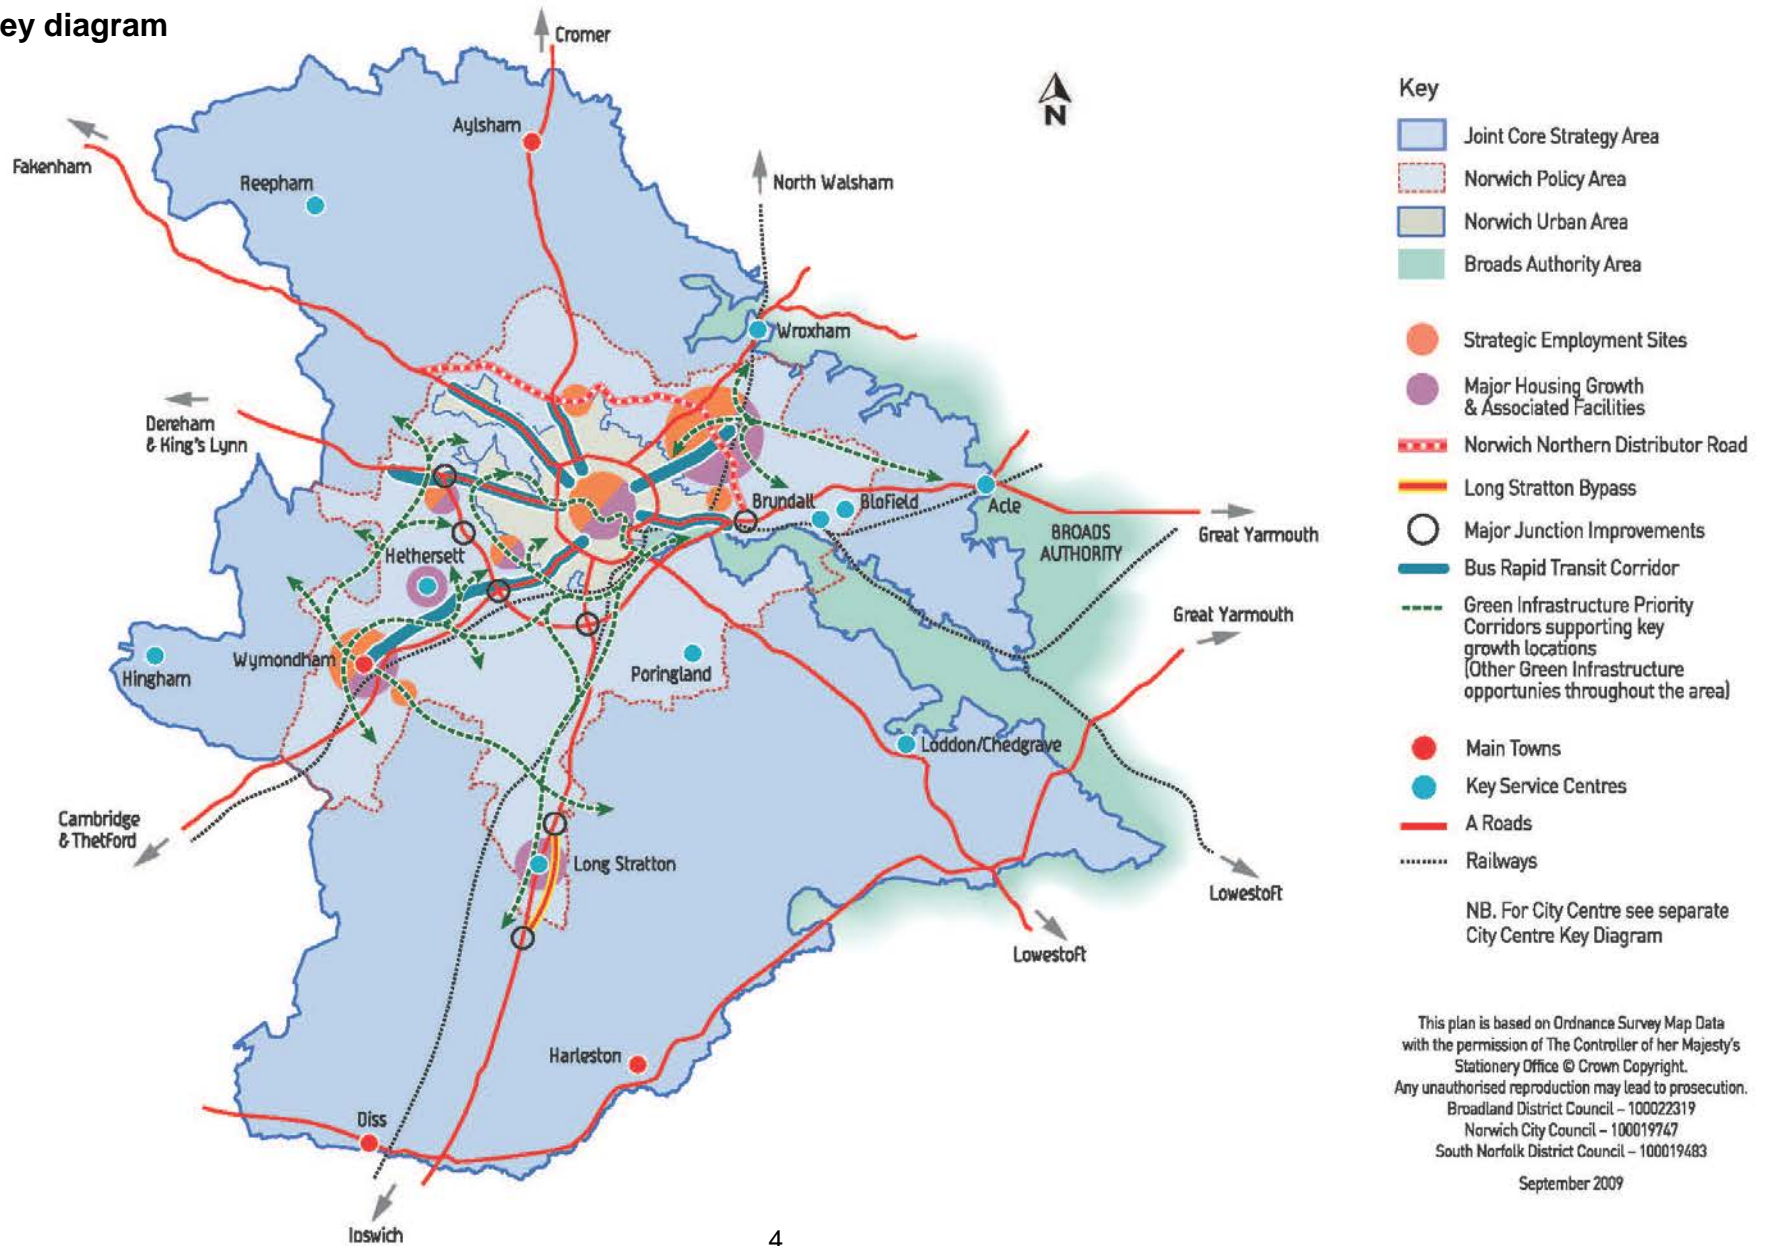 ey diagram
Cromer
Aylsham
Fakenham
Reepham
North Walsham
N
Wroxham
Dereham
& King's Lynn
Brundall
Blofield
Acle
BROADS
AUTHORITY
Great Yarmouth
Hethersett
Great Yarmouth
Wymondham
Hingham
Poringland
Loddon/Chedgrave
Cambridge
& Thetford
Long Stratton
Lowestoft
Lowestoft
Harleston
Diss
Ipswich
4
Key
Joint Core Strategy Area
Norwich Policy Area
Norwich Urban Area
Broads Authority Area
Strategic Employment Sites
Major Housing Growth
& Associated Facilities
Norwich Northern Distributor Road
Long Stratton Bypass
Major Junction Improvements
Bus Rapid Transit Corridor
Green Infrastructure Priority
Corridors supporting key
growth locations
(Other Green Infrastructure
opportunies throughout the area)
Main Towns
Key Service Centres
A Roads
Railways
NB. For City Centre see separate
City Centre Key Diagram
This plan is based on Ordnance Survey Map Data
with the permission of The Controller of her Majesty's
Stationery Office © Crown Copyright.
Any unauthorised reproduction may lead to prosecution.
Broadland District Council – 100022319
Norwich City Council – 100019747
South Norfolk District Council – 100019483
September 2009